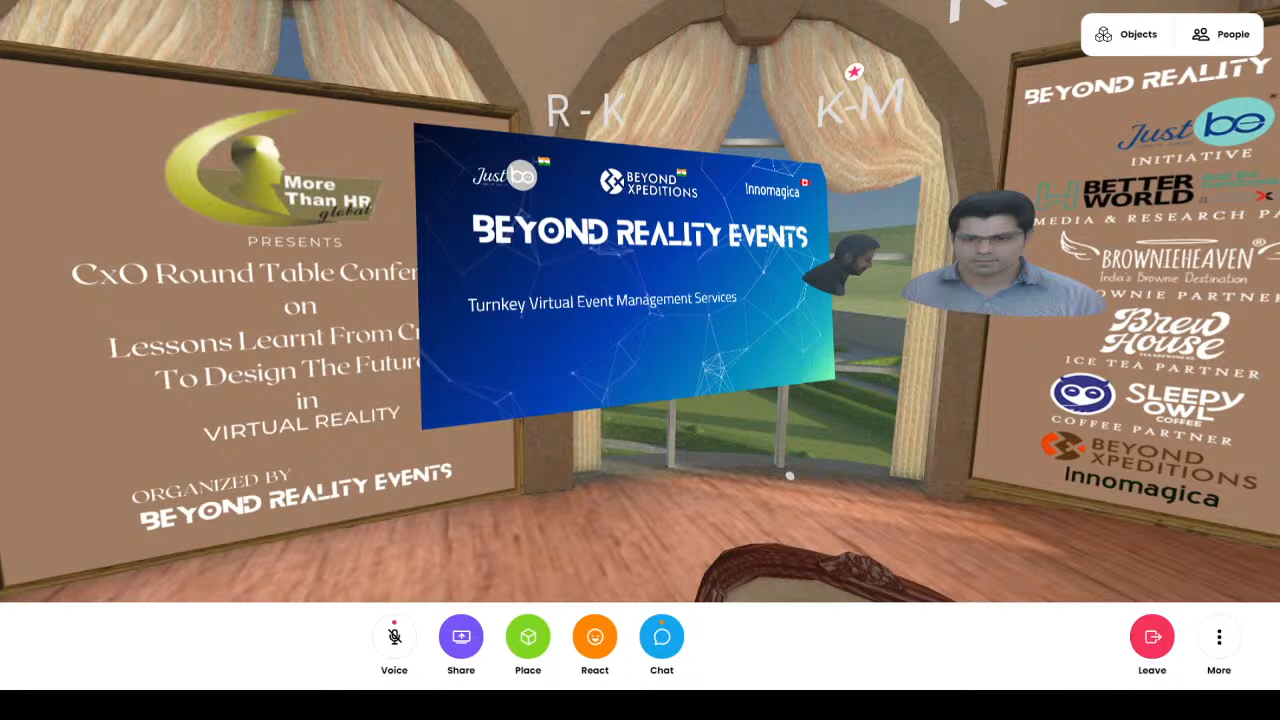 Objects
People
K
R - K
K-M
More
Than HR
global
PRESENTS
CxO Round Table Confer
on
Lessons Learnt From Cr
To Design The Future
in
VIRTUAL REALITY
ORGANIZED BY
BEYOND REALITY EVENTS
Just be
BEYOND
XPEDITIONS
Innomagica
BEYOND REALITY EVENTS
Turnkey Virtual Event Management Services
BEYOND REALITY
Just be
INITIATIVE
BETTER
WORLD
MEDIA & RESEARCH PA
BROWNIEHEAVEN®
India's Brownie Destination
OWNIE PARTNER
Brew
House
ICE TEA PARTNER
SLEEPY
OWL
COFFEE
COFFEE PARTNER
BEYOND
XPEDITIONS
Innomagica
Voice
Share
Place
React
Chat
Leave
More